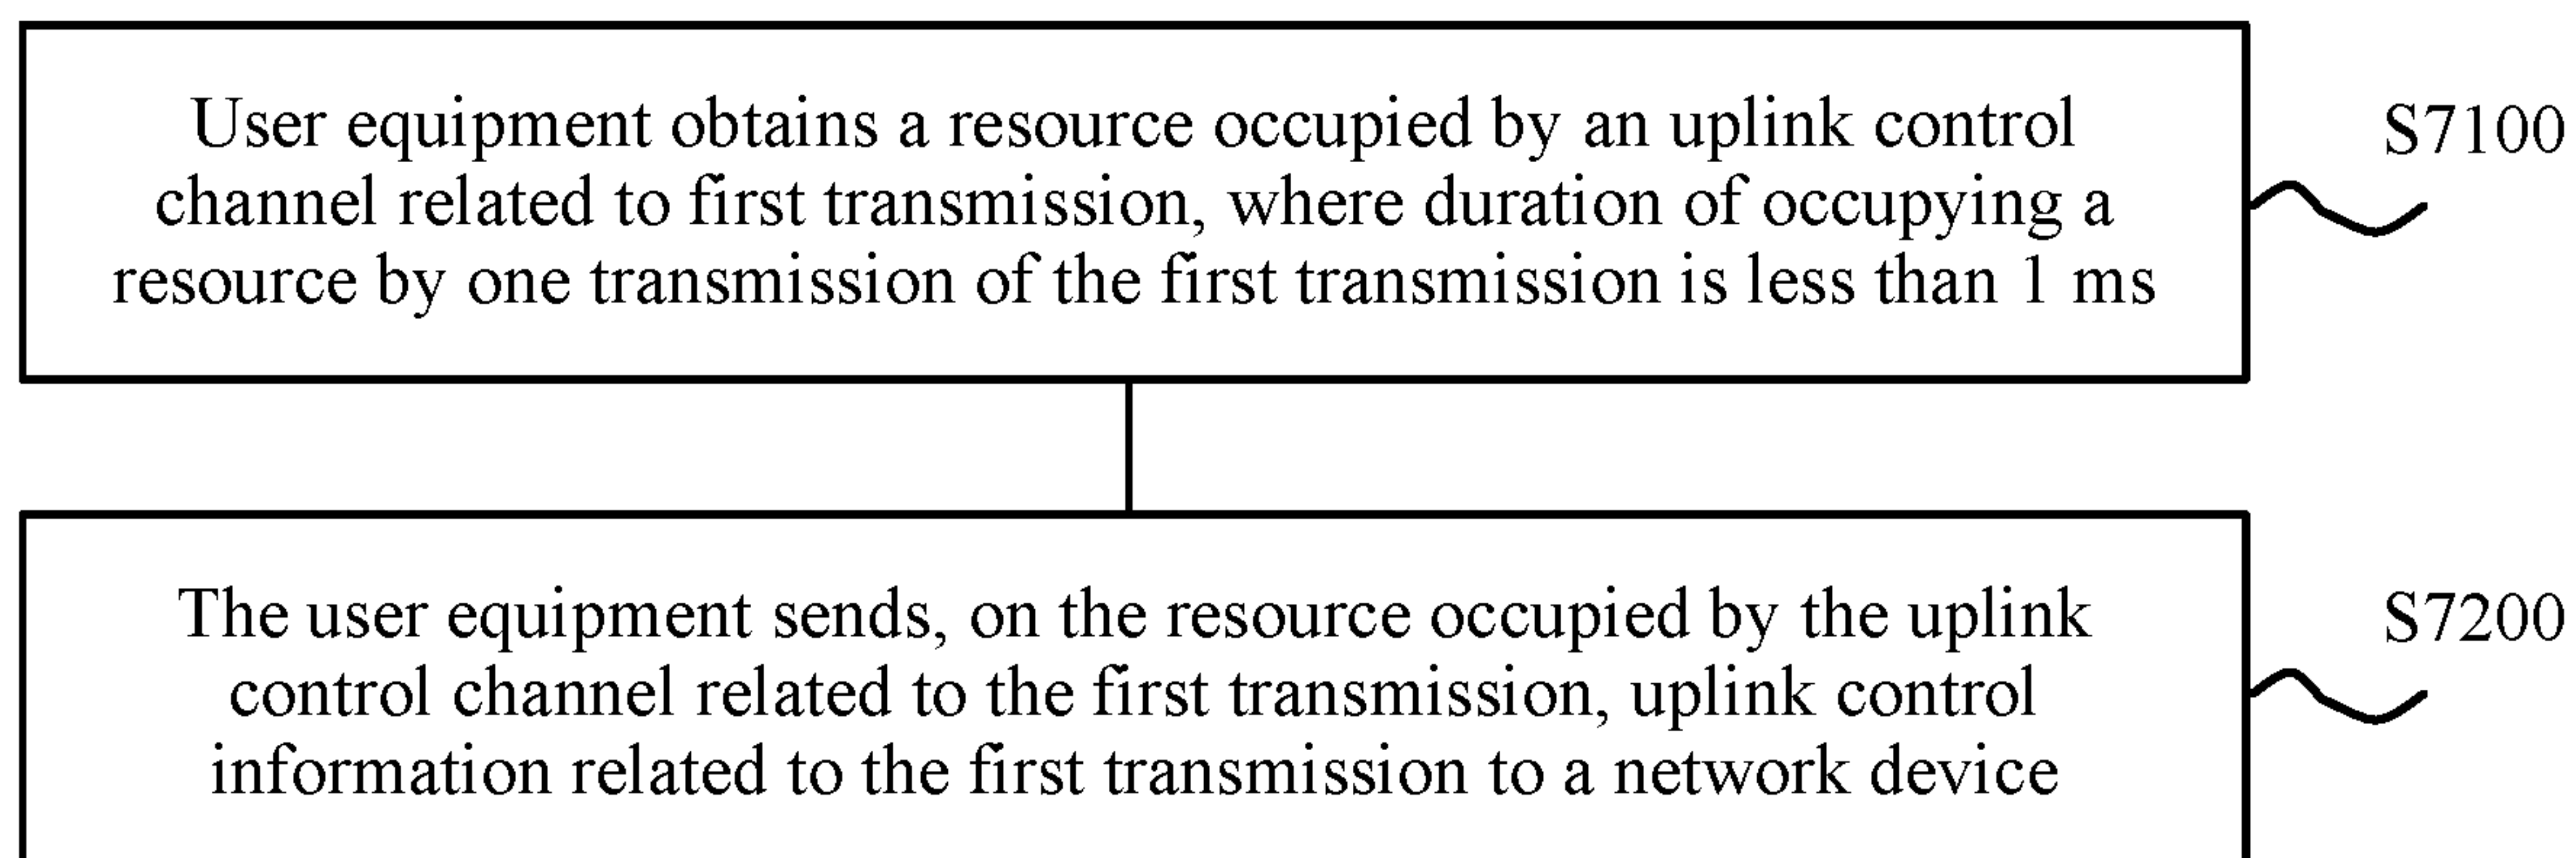 User equipment obtains a resource occupied by an uplink control
channel related to first transmission, where duration of occupying a
resource by one transmission of the first transmission is less than 1 ms
S7100
The user equipment sends, on the resource occupied by the uplink
control channel related to the first transmission, uplink control
information related to the first transmission to a network device
S7200